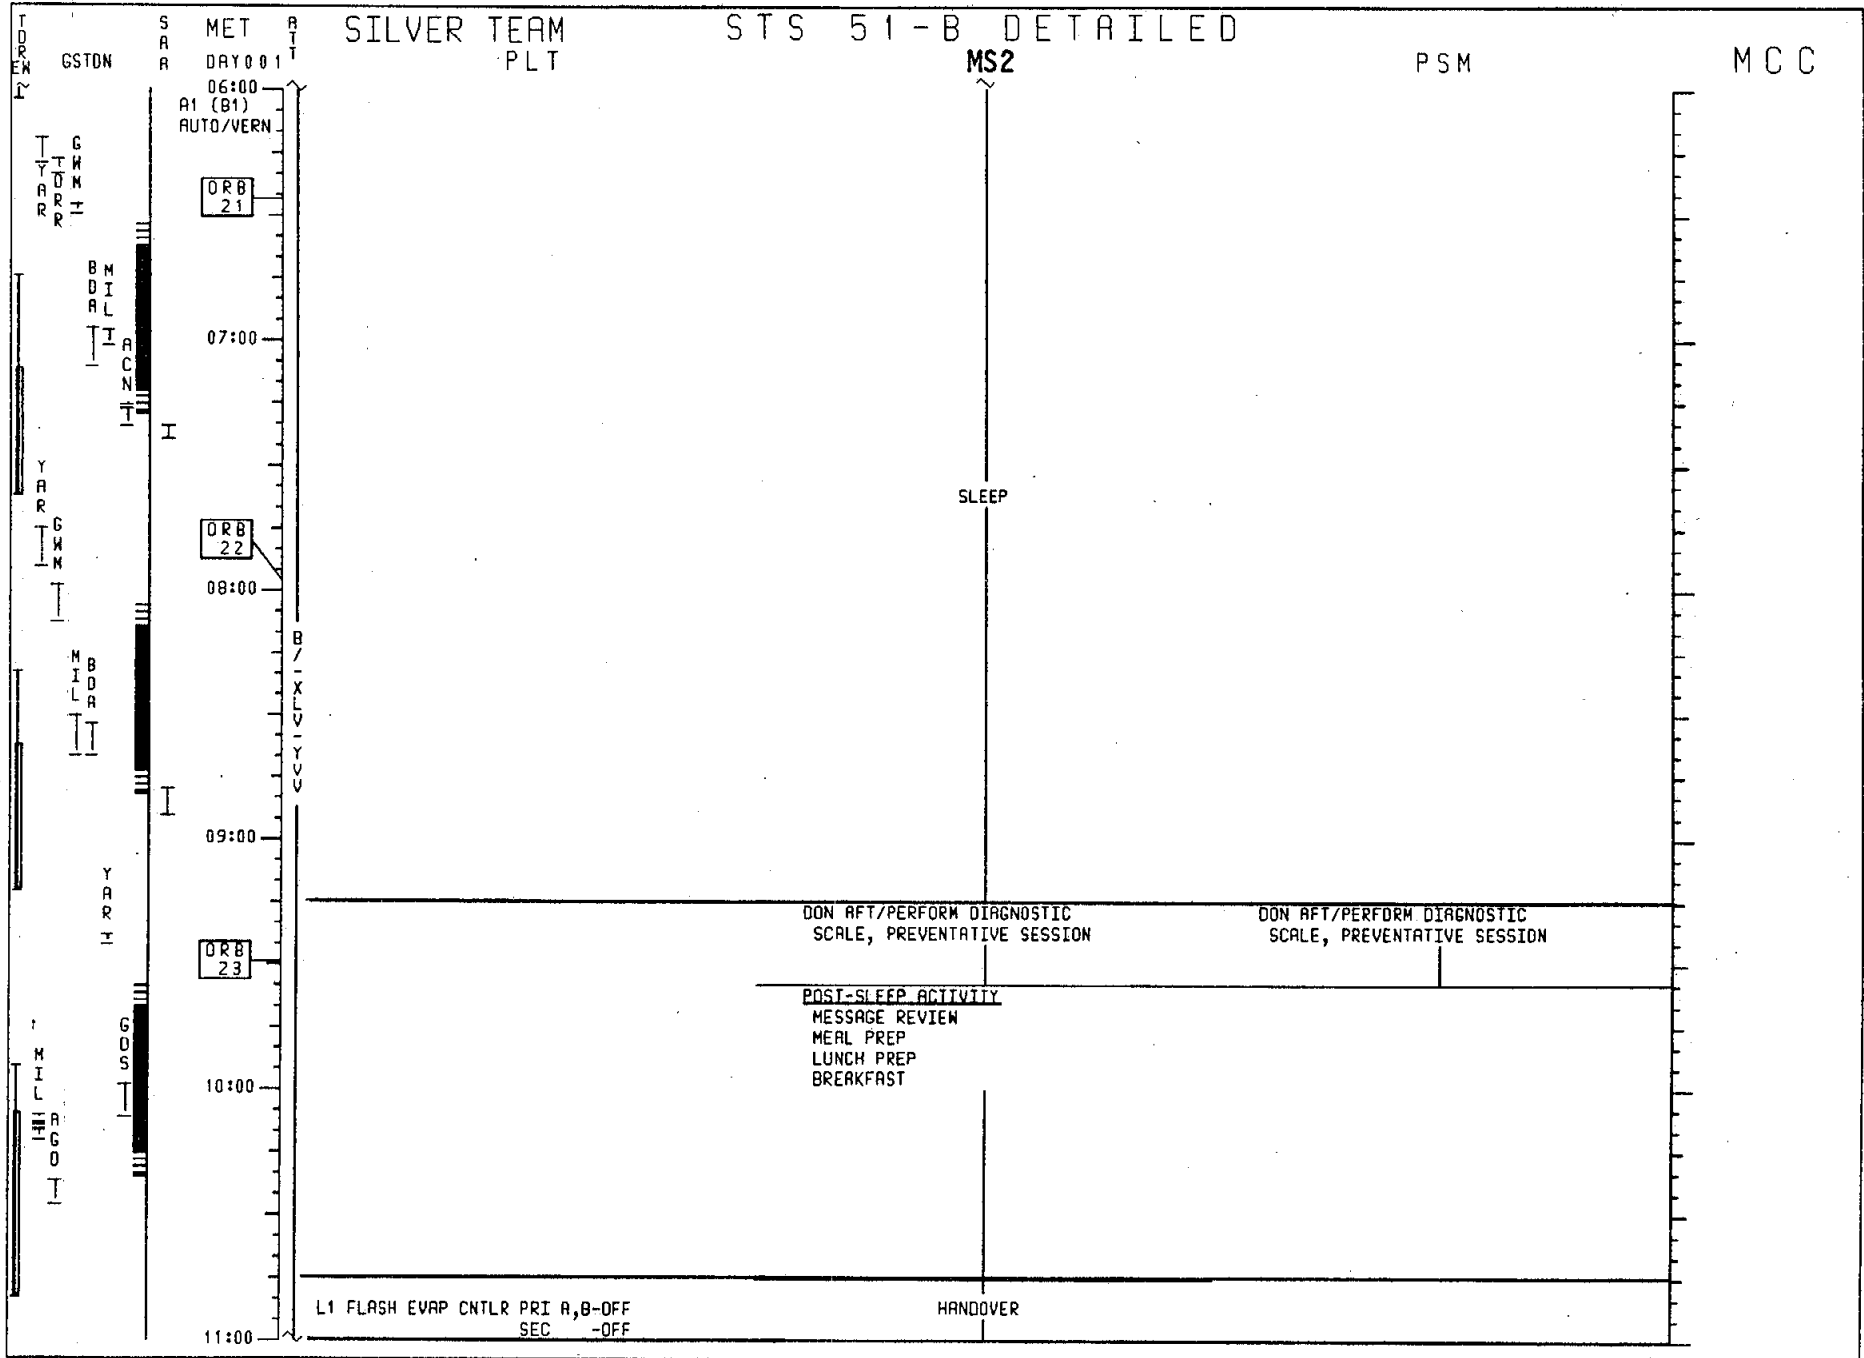 TDRE/W
GSTDN
SAA
MET
DAY001
ATT
SILVER TEAM
STS 51-B DETAILED
PLT
MS2
PSM
MCC
06:00
A1 (B1)
AUTO/VERN
YAR
TDRR
GWM
ORB
21
BDA
MIL
ACN
07:00
YAR
GWM
SLEEP
ORB
22
08:00
B/-XLV-YVV
MIL
BDA
09:00
YAR
DON AFT/PERFORM DIAGNOSTIC
SCALE, PREVENTATIVE SESSION
DON AFT/PERFORM DIAGNOSTIC
SCALE, PREVENTATIVE SESSION
ORB
23
POST-SLEEP ACTIVITY
MESSAGE REVIEW
MEAL PREP
LUNCH PREP
BREAKFAST
GDS
MIL
AGO
10:00
L1 FLASH EVAP CNTLR PRI A,B-OFF
SEC -OFF
HANDOVER
11:00